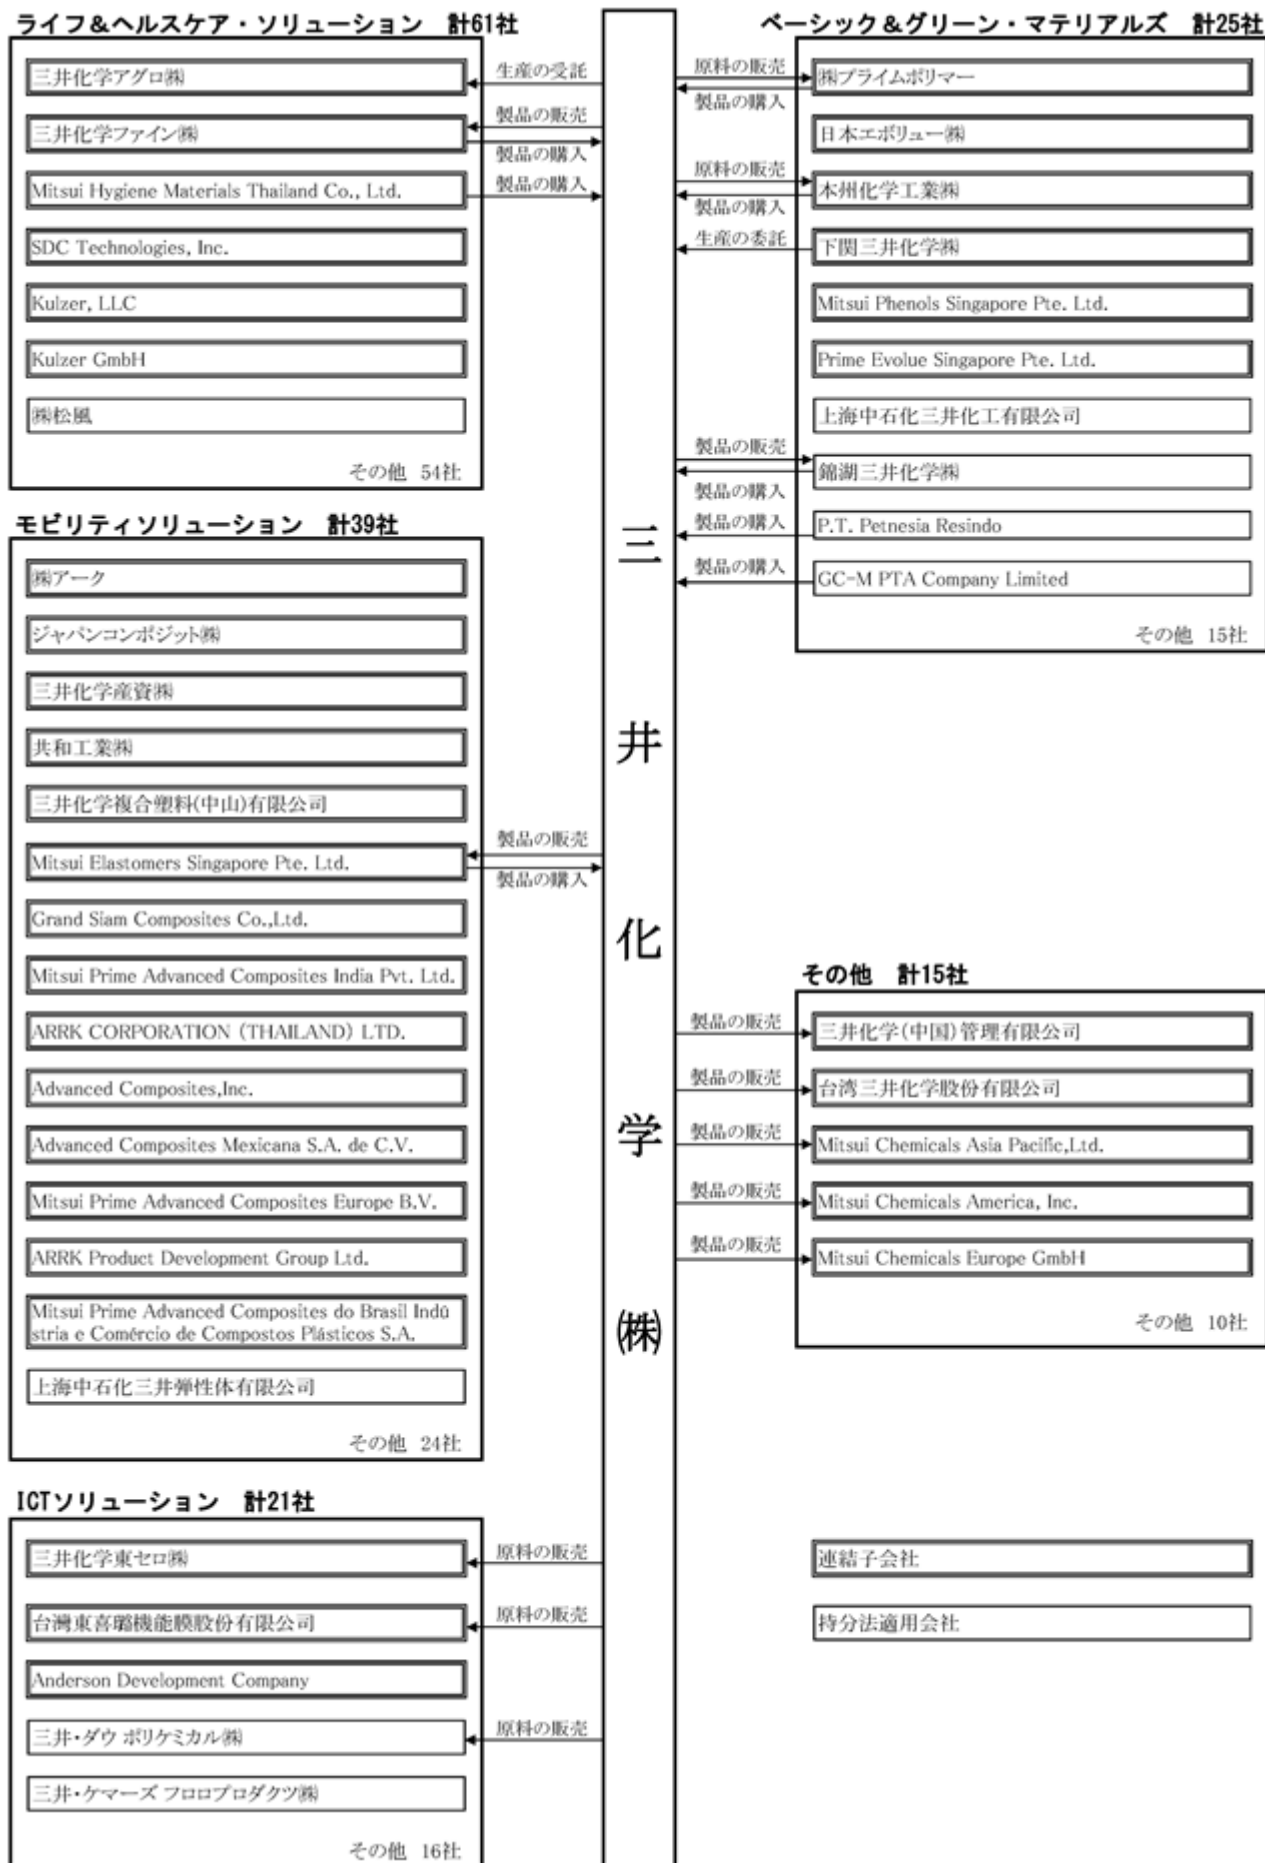 ライフ&ヘルスケア・ソリューション 計61社
三井化学アグロ㈱
生産の受託
三井化学ファイン㈱
製品の販売
製品の購入
Mitsui Hygiene Materials Thailand Co., Ltd.
製品の購入
SDC Technologies, Inc.
Kulzer, LLC
Kulzer GmbH
㈱松風
その他 54社
モビリティソリューション 計39社
㈱アーク
ジャパンコンポジット㈱
三井化学産資㈱
共和工業㈱
三井化学複合塑料(中山)有限公司
Mitsui Elastomers Singapore Pte. Ltd.
製品の販売
製品の購入
Grand Siam Composites Co.,Ltd.
Mitsui Prime Advanced Composites India Pvt. Ltd.
ARRK CORPORATION (THAILAND) LTD.
Advanced Composites,Inc.
Advanced Composites Mexicana S.A. de C.V.
Mitsui Prime Advanced Composites Europe B.V.
ARRK Product Development Group Ltd.
Mitsui Prime Advanced Composites do Brasil Indú
stria e Comércio de Compostos Plásticos S.A.
上海中石化三井弾性体有限公司
その他 24社
ICTソリューション 計21社
三井化学東セロ㈱
原料の販売
台灣東喜璐機能膜股份有限公司
原料の販売
Anderson Development Company
三井・ダウ ポリケミカル㈱
原料の販売
三井・ケマーズ フロロプロダクツ㈱
その他 16社
三井化学㈱
ベーシック&グリーン・マテリアルズ 計25社
原料の販売
㈱プライムポリマー
製品の購入
日本エボリュー㈱
原料の販売
本州化学工業㈱
製品の購入
生産の委託
下関三井化学㈱
Mitsui Phenols Singapore Pte. Ltd.
Prime Evolue Singapore Pte. Ltd.
上海中石化三井化工有限公司
製品の販売
錦湖三井化学㈱
製品の購入
製品の購入
P.T. Petnesia Resindo
製品の購入
GC-M PTA Company Limited
その他 15社
その他 計15社
製品の販売
三井化学(中国)管理有限公司
製品の販売
台湾三井化学股份有限公司
製品の販売
Mitsui Chemicals Asia Pacific,Ltd.
製品の販売
Mitsui Chemicals America, Inc.
製品の販売
Mitsui Chemicals Europe GmbH
その他 10社
連結子会社
持分法適用会社